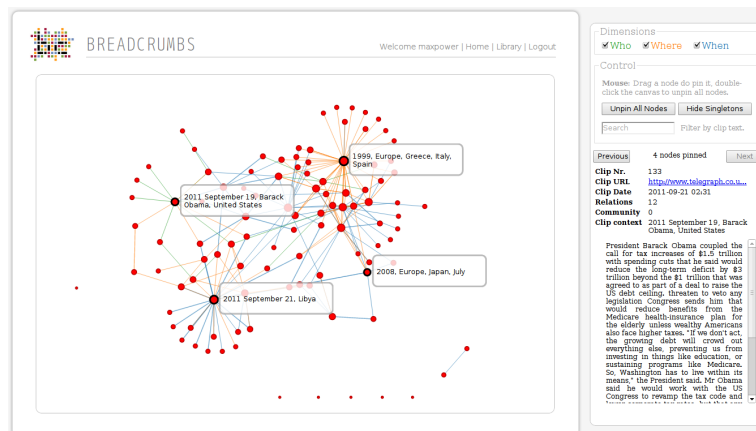 BREADCRUMBS
Welcome maxpower | Home | Library | Logout
1999, Europe, Greece, Italy,
Spain
2011 September 19, Barack
Obama, United States
2008, Europe, Japan, July
2011 September 21, Libya
Dimensions
Who Where When
Control
Mouse: Drag a node do pin it, double-
click the canvas to unpin all nodes.
Unpin All Nodes Hide Singletons
Search Filter by clip text.
Previous 4 nodes pinned Next
Clip Nr. 133
Clip URL http://www.telegraph.co.u...
Clip Date 2011-09-21 02:31
Relations 12
Community 0
Clip context 2011 September 19, Barack
Obama, United States
President Barack Obama coupled the
call for tax increases of $1.5 trillion
with spending cuts that he said would
reduce the long-term deficit by $3
trillion beyond the $1 trillion that was
agreed to as part of a deal to raise the
US debt ceiling. threaten to veto any
legislation Congress sends him that
would reduce benefits from the
Medicare health-insurance plan for
the elderly unless wealthy Americans
also face higher taxes. "If we don't act,
the growing debt will crowd out
everything else, preventing us from
investing in things like education, or
sustaining programs like Medicare.
So, Washington has to live within its
means," the President said. Mr Obama
said he would work with the US
Congress to revamp the tax code and